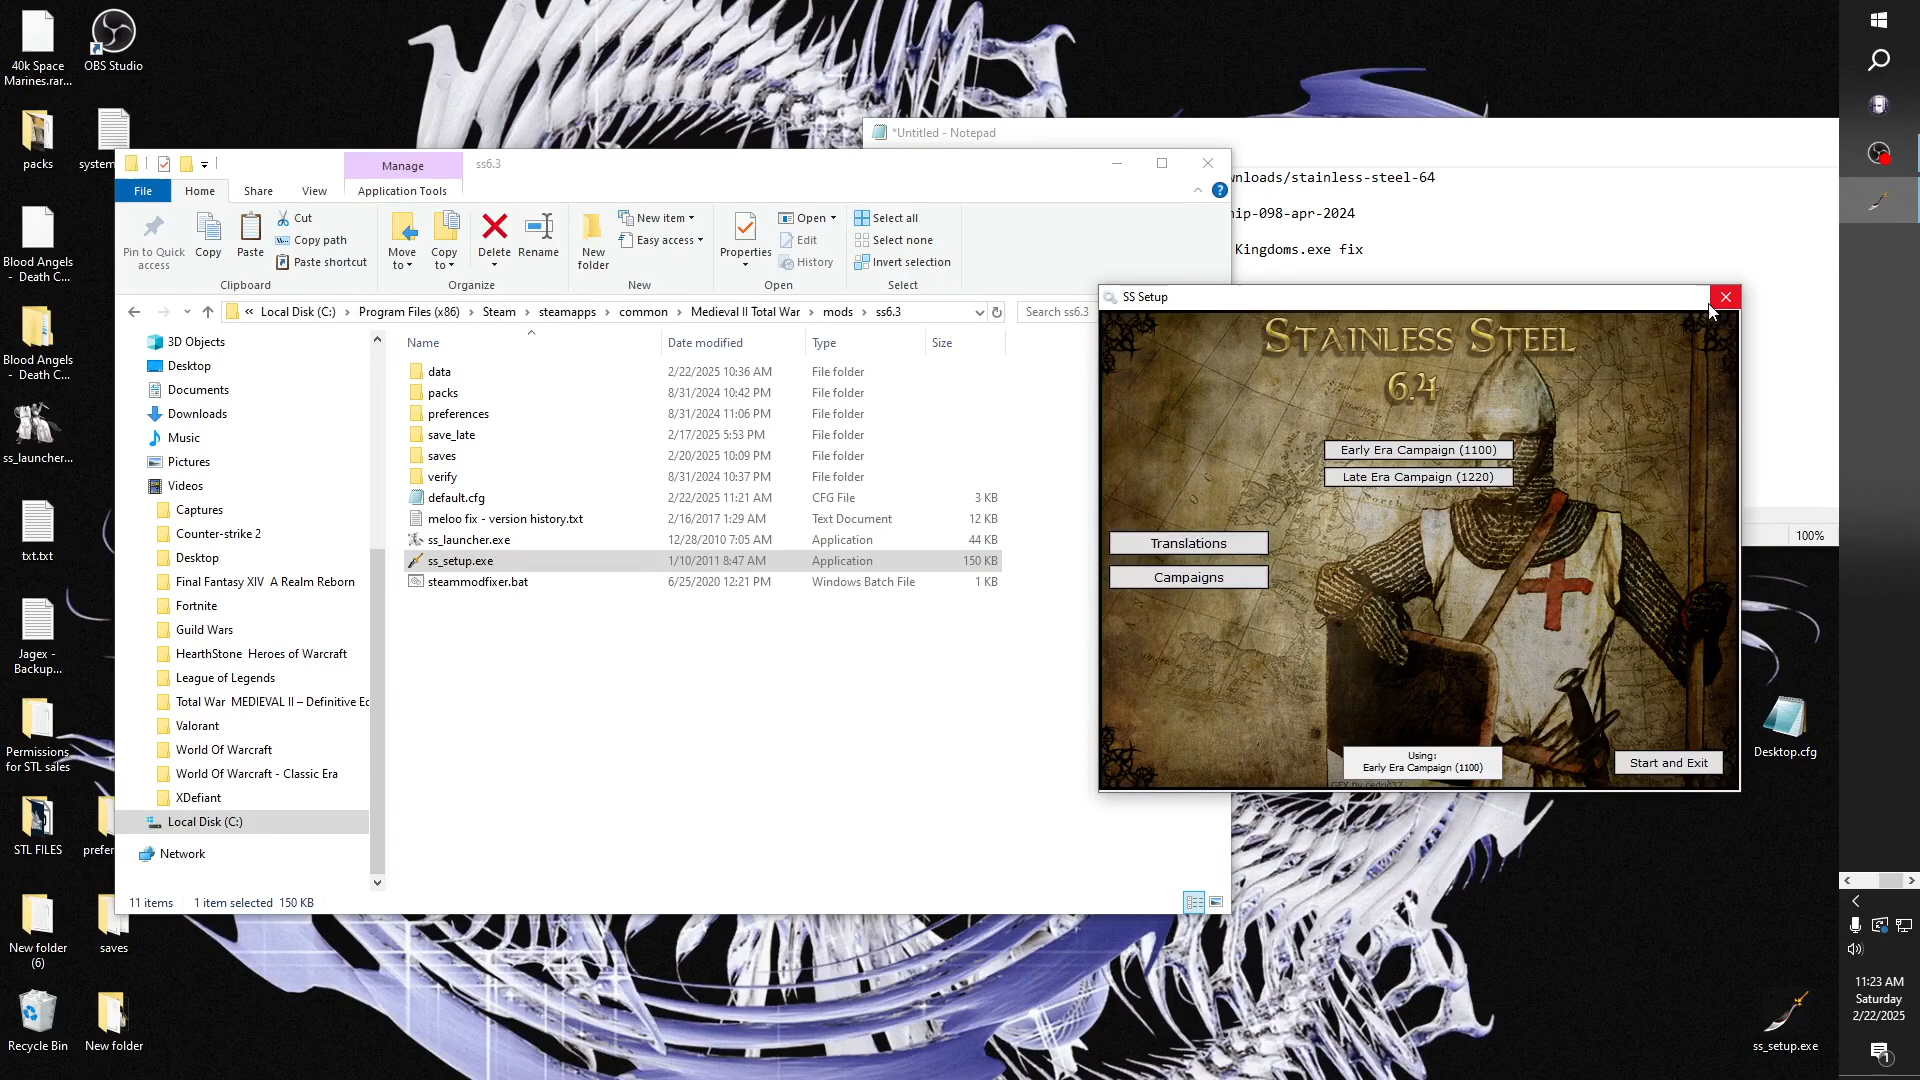 40k Space
Marines.rar...
OBS Studio
packs
system
Blood Angels
- Death C...
Blood Angels
- Death C...
ss_launcher...
txt.txt
Jagex -
Backup...
Permissions
for STL sales
STL FILES
prefer
New folder
(6)
saves
Recycle Bin
New folder
*Untitled - Notepad
wnloads/stainless-steel-64
hip-098-apr-2024
Kingdoms.exe fix
100%
Manage
ss6.3
File
Home
Share
View
Application Tools
Pin to Quick
access
Copy
Paste
Cut
Copy path
Paste shortcut
Clipboard
Move
to
Copy
to
Delete
Rename
Organize
New
folder
New item
Easy access
New
Properties
Open
Edit
History
Open
Select all
Select none
Invert selection
Select
« Local Disk (C:) > Program Files (x86) > Steam > steamapps > common > Medieval II Total War > mods > ss6.3
Search ss6.3
3D Objects
Desktop
Documents
Downloads
Music
Pictures
Videos
Captures
Counter-strike 2
Desktop
Final Fantasy XIV  A Realm Reborn
Fortnite
Guild Wars
HearthStone  Heroes of Warcraft
League of Legends
Total War  MEDIEVAL II – Definitive Ec
Valorant
World Of Warcraft
World Of Warcraft - Classic Era
XDefiant
Local Disk (C:)
Network
Name Date modified Type Size
data 2/22/2025 10:36 AM File folder
packs 8/31/2024 10:42 PM File folder
preferences 8/31/2024 11:06 PM File folder
save_late 2/17/2025 5:53 PM File folder
saves 2/20/2025 10:09 PM File folder
verify 8/31/2024 10:37 PM File folder
default.cfg 2/22/2025 11:21 AM CFG File 3 KB
meloo fix - version history.txt 2/16/2017 1:29 AM Text Document 12 KB
ss_launcher.exe 12/28/2010 7:05 AM Application 44 KB
ss_setup.exe 1/10/2011 8:47 AM Application 150 KB
steammodfixer.bat 6/25/2020 12:21 PM Windows Batch File 1 KB
11 items 1 item selected 150 KB
SS Setup
STAINLESS STEEL
6.4
Early Era Campaign (1100)
Late Era Campaign (1220)
Translations
Campaigns
Using:
Early Era Campaign (1100)
Start and Exit
Desktop.cfg
ss_setup.exe
11:23 AM
Saturday
2/22/2025
1